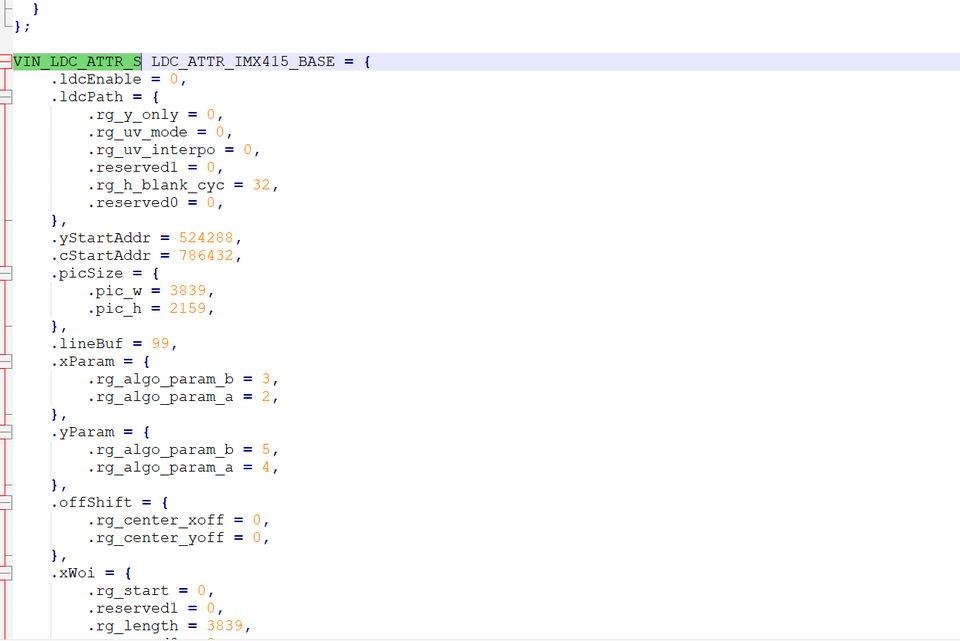 }
};
VIN_LDC_ATTR_S LDC_ATTR_IMX415_BASE = {
.ldcEnable = 0,
.ldcPath = {
.rg_y_only = 0,
.rg_uv_mode = 0,
.rg_uv_interpo = 0,
.reserved1 = 0,
.rg_h_blank_cyc = 32,
.reserved0 = 0,
},
.yStartAddr = 524288,
.cStartAddr = 786432,
.picSize = {
.pic_w = 3839,
.pic_h = 2159,
},
.lineBuf = 99,
.xParam = {
.rg_algo_param_b = 3,
.rg_algo_param_a = 2,
},
.yParam = {
.rg_algo_param_b = 5,
.rg_algo_param_a = 4,
},
.offShift = {
.rg_center_xoff = 0,
.rg_center_yoff = 0,
},
.xWoi = {
.rg_start = 0,
.reserved1 = 0,
.rg_length = 3839,